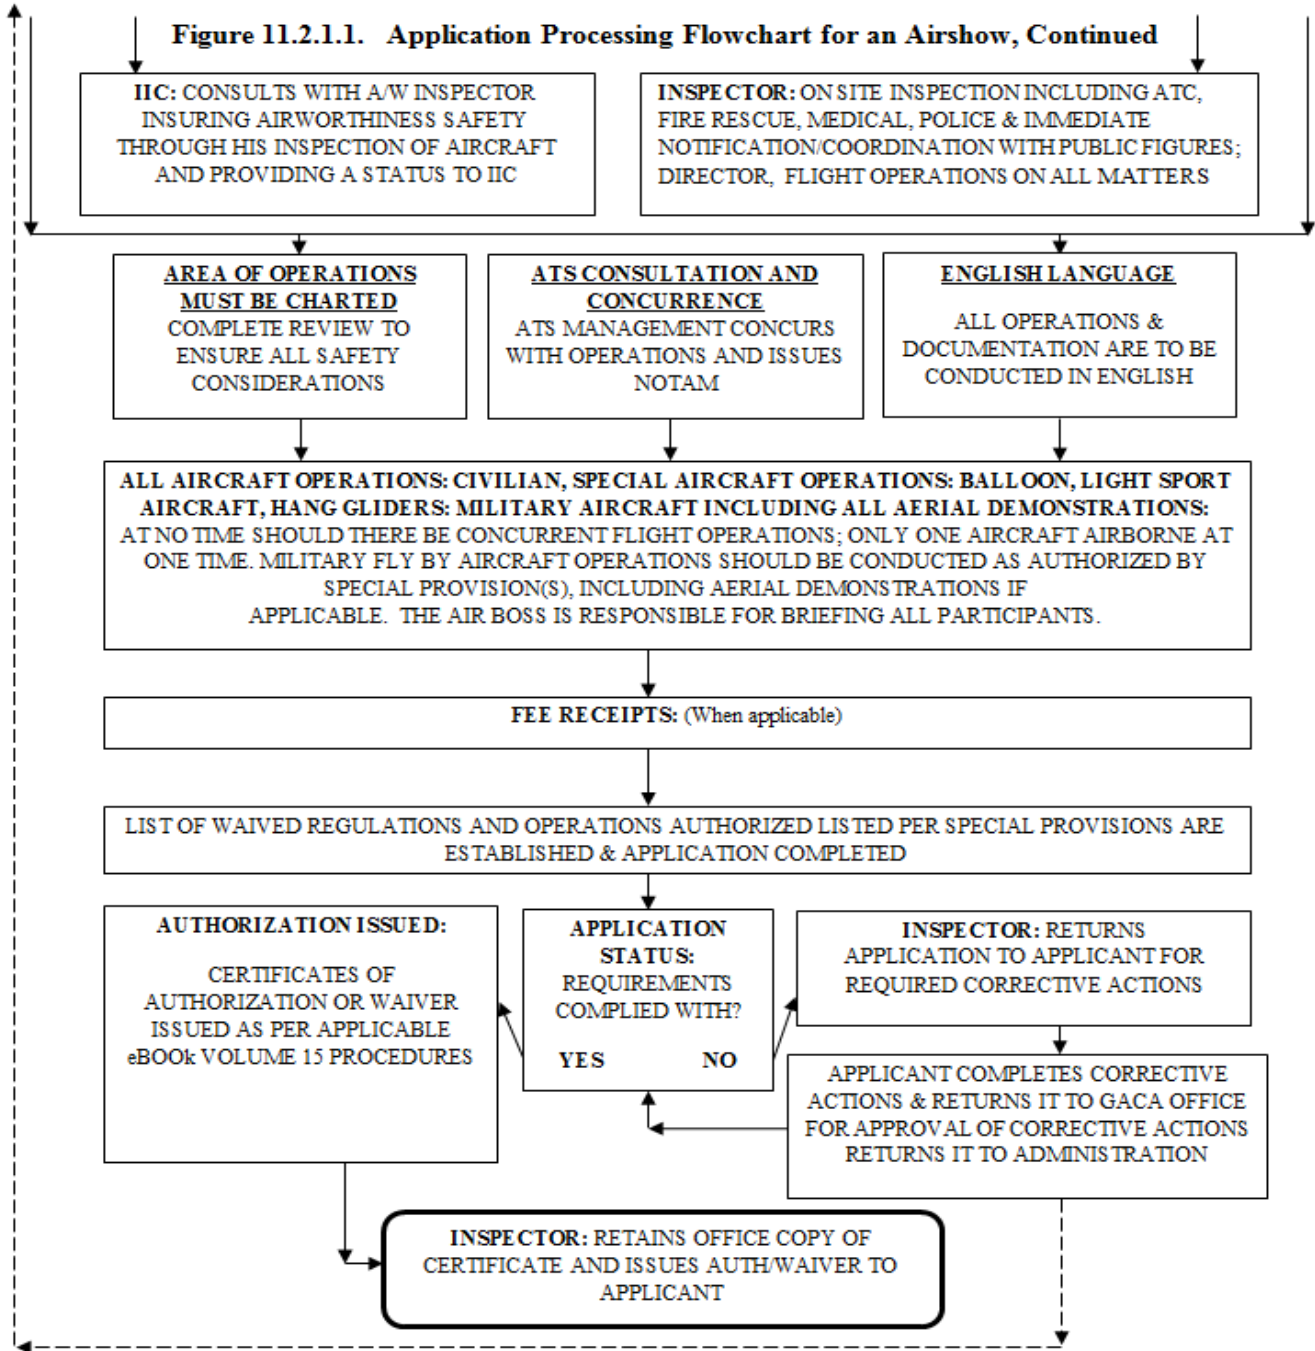 Figure 11.2.1.1. Application Processing Flowchart for an Airshow, Continued
IIC: CONSULTS WITH A/W INSPECTOR
INSURING AIRWORTHINESS SAFETY
THROUGH HIS INSPECTION OF AIRCRAFT
AND PROVIDING A STATUS TO IIC
INSPECTOR: ON SITE INSPECTION INCLUDING ATC,
FIRE RESCUE, MEDICAL, POLICE & IMMEDIATE
NOTIFICATION/COORDINATION WITH PUBLIC FIGURES;
DIRECTOR, FLIGHT OPERATIONS ON ALL MATTERS
AREA OF OPERATIONS
MUST BE CHARTED
COMPLETE REVIEW TO
ENSURE ALL SAFETY
CONSIDERATIONS
ATS CONSULTATION AND
CONCURRENCE
ATS MANAGEMENT CONCURS
WITH OPERATIONS AND ISSUES
NOTAM
ENGLISH LANGUAGE
ALL OPERATIONS &
DOCUMENTATION ARE TO BE
CONDUCTED IN ENGLISH
ALL AIRCRAFT OPERATIONS: CIVILIAN, SPECIAL AIRCRAFT OPERATIONS: BALLOON, LIGHT SPORT
AIRCRAFT, HANG GLIDERS: MILITARY AIRCRAFT INCLUDING ALL AERIAL DEMONSTRATIONS:
AT NO TIME SHOULD THERE BE CONCURRENT FLIGHT OPERATIONS; ONLY ONE AIRCRAFT AIRBORNE AT
ONE TIME. MILITARY FLY BY AIRCRAFT OPERATIONS SHOULD BE CONDUCTED AS AUTHORIZED BY
SPECIAL PROVISION(S), INCLUDING AERIAL DEMONSTRATIONS IF
APPLICABLE. THE AIR BOSS IS RESPONSIBLE FOR BRIEFING ALL PARTICIPANTS.
FEE RECEIPTS: (When applicable)
LIST OF WAIVED REGULATIONS AND OPERATIONS AUTHORIZED LISTED PER SPECIAL PROVISIONS ARE
ESTABLISHED & APPLICATION COMPLETED
AUTHORIZATION ISSUED:
CERTIFICATES OF
AUTHORIZATION OR WAIVER
ISSUED AS PER APPLICABLE
eBOOk VOLUME 15 PROCEDURES
APPLICATION
STATUS:
REQUIREMENTS
COMPLIED WITH?
YES NO
INSPECTOR: RETURNS
APPLICATION TO APPLICANT FOR
REQUIRED CORRECTIVE ACTIONS
APPLICANT COMPLETES CORRECTIVE
ACTIONS & RETURNS IT TO GACA OFFICE
FOR APPROVAL OF CORRECTIVE ACTIONS
RETURNS IT TO ADMINISTRATION
INSPECTOR: RETAINS OFFICE COPY OF
CERTIFICATE AND ISSUES AUTH/WAIVER TO
APPLICANT